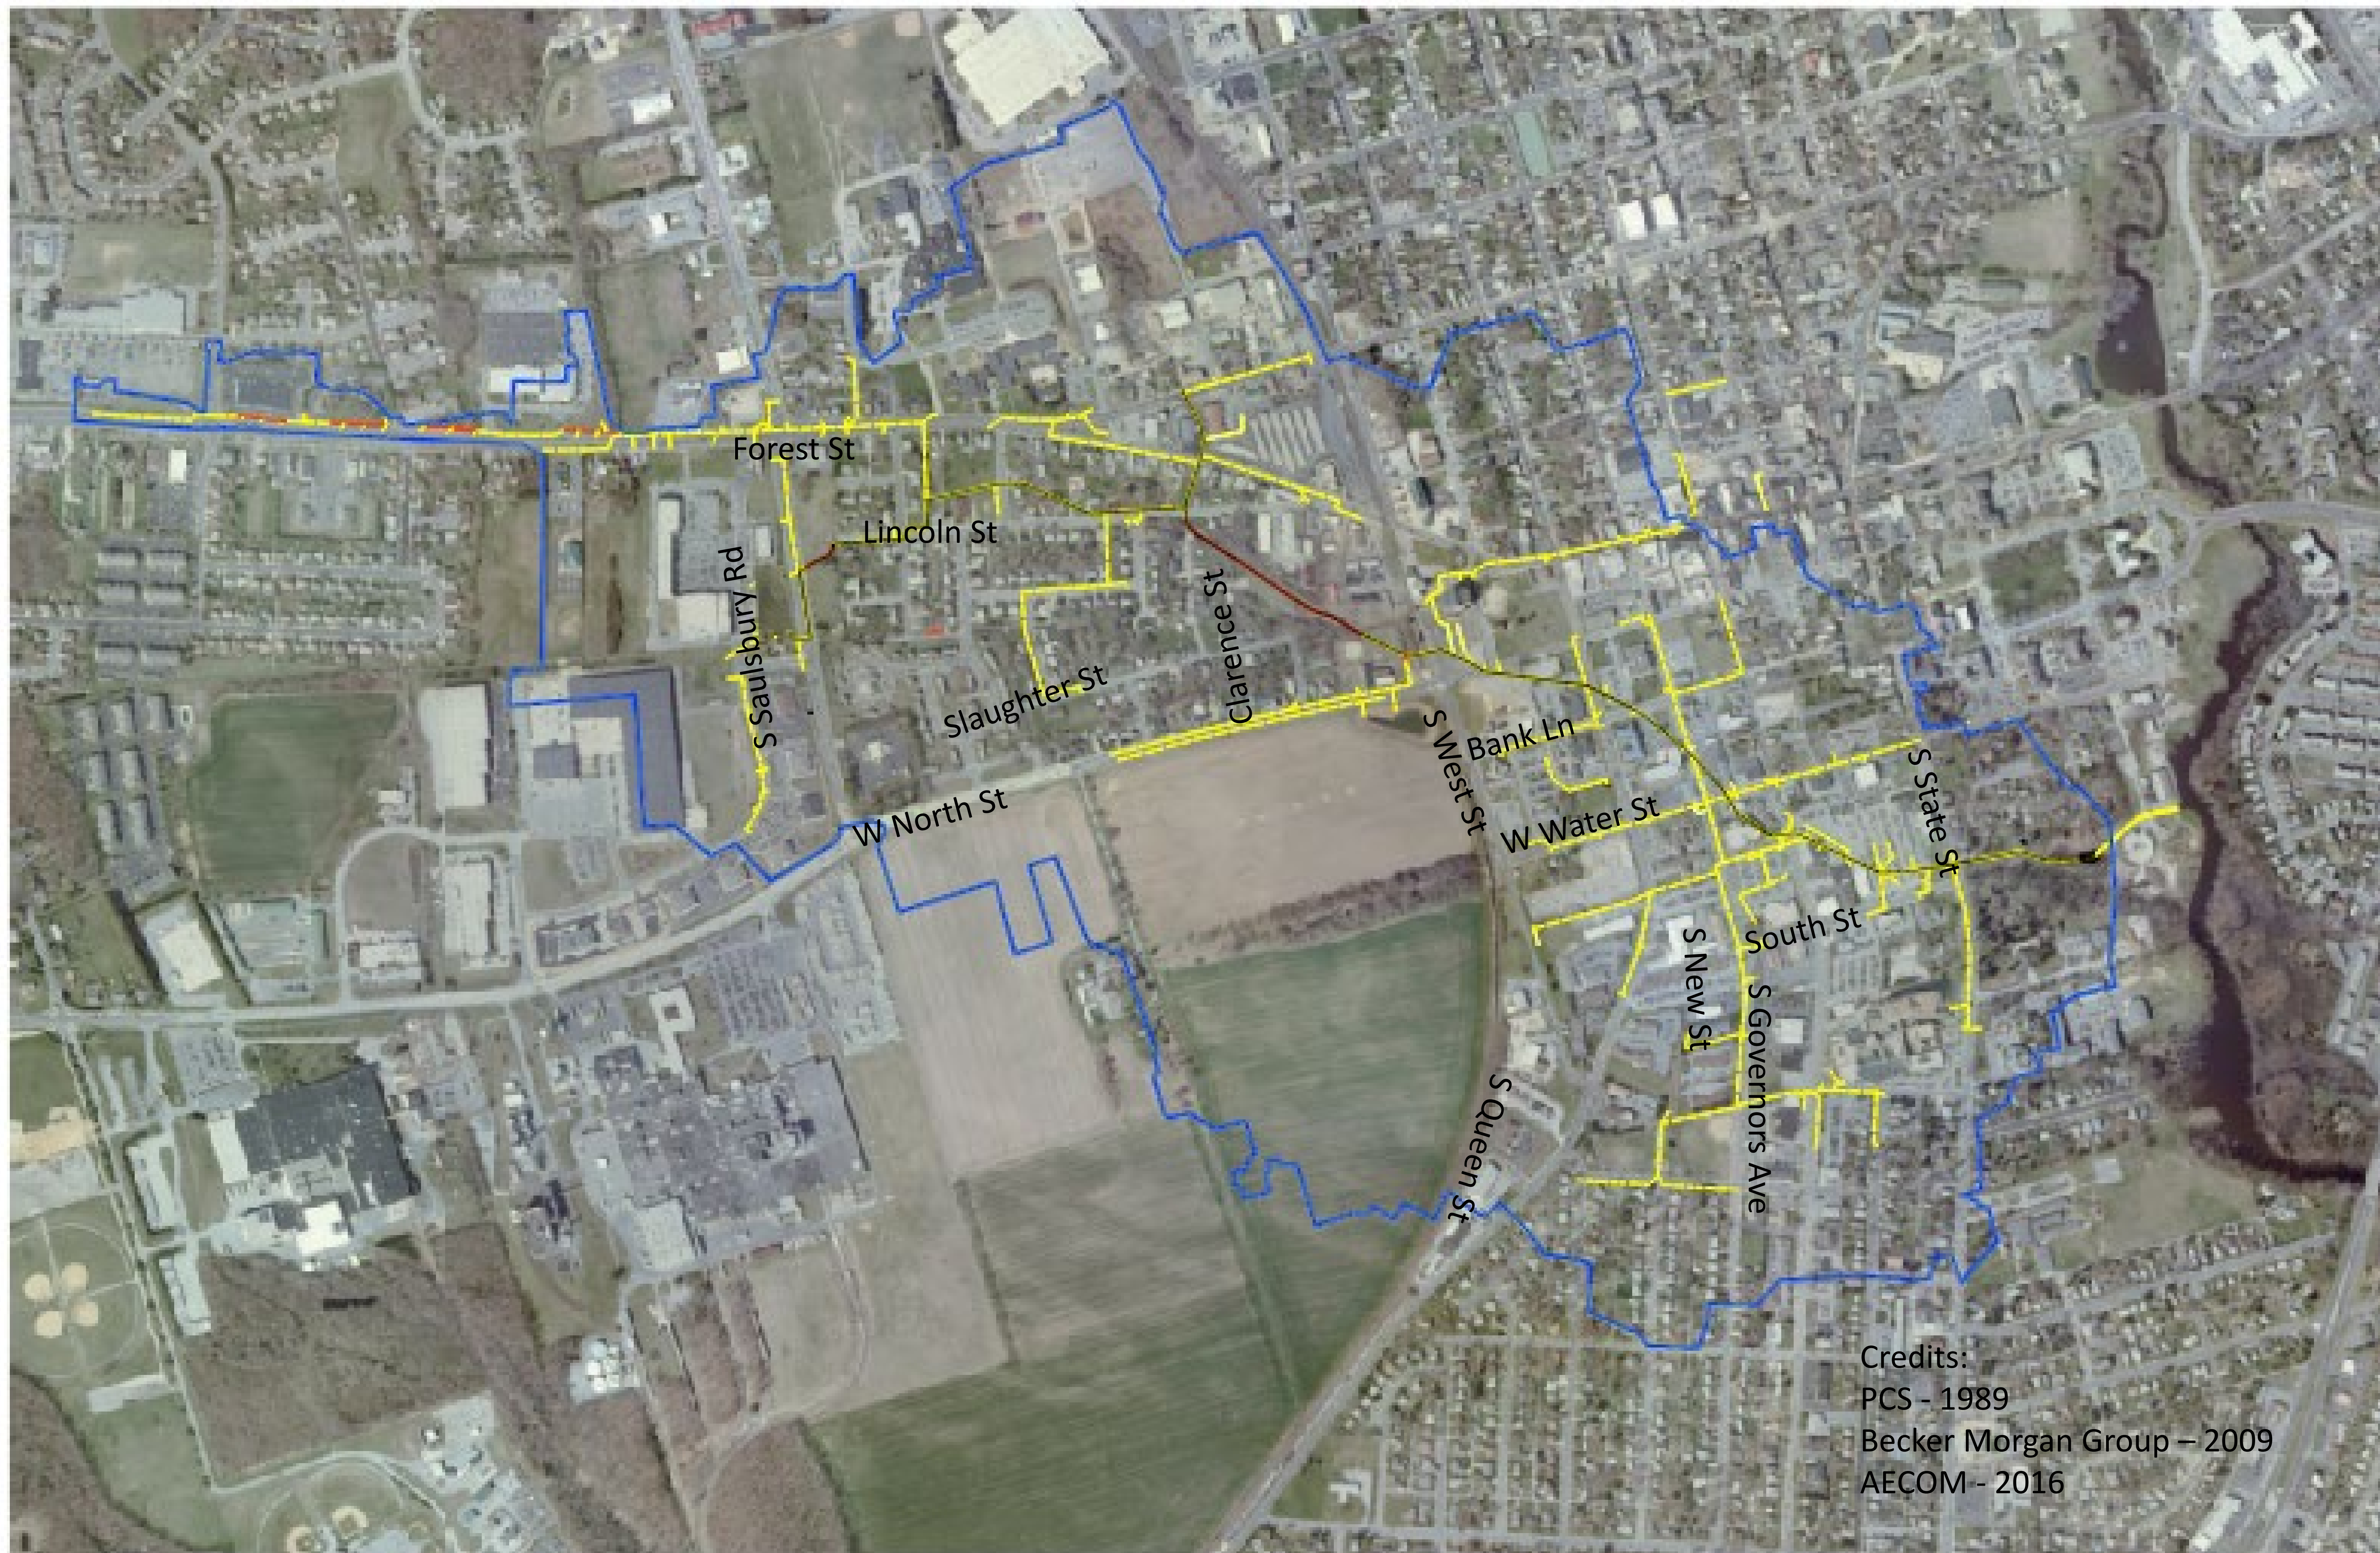 Forest St
Lincoln St
S Saulsbury Rd
Clarence St
Slaughter St
S West St
Bank Ln
W North St
W Water St
S State St
South St
S New St
S Governors Ave
S Queen St
Credits:
PCS - 1989
Becker Morgan Group – 2009
AECOM - 2016